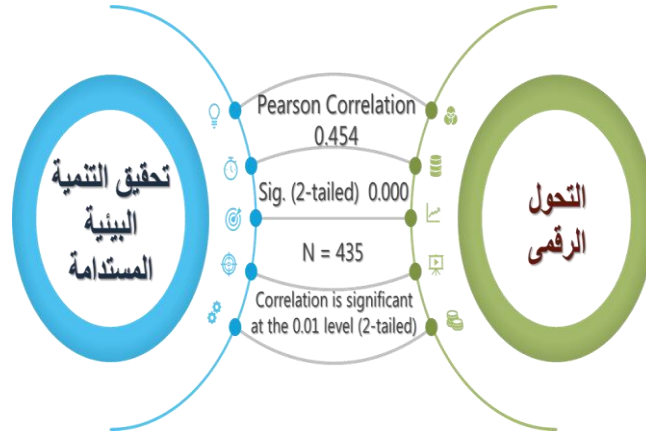 Pearson Correlation
0.454
Sig. (2-tailed) 0.000
N = 435
Correlation is significant
at the 0.01 level (2-tailed)
تحقيق التنمية
البيئية
المستدامة
التحول
الرقمى